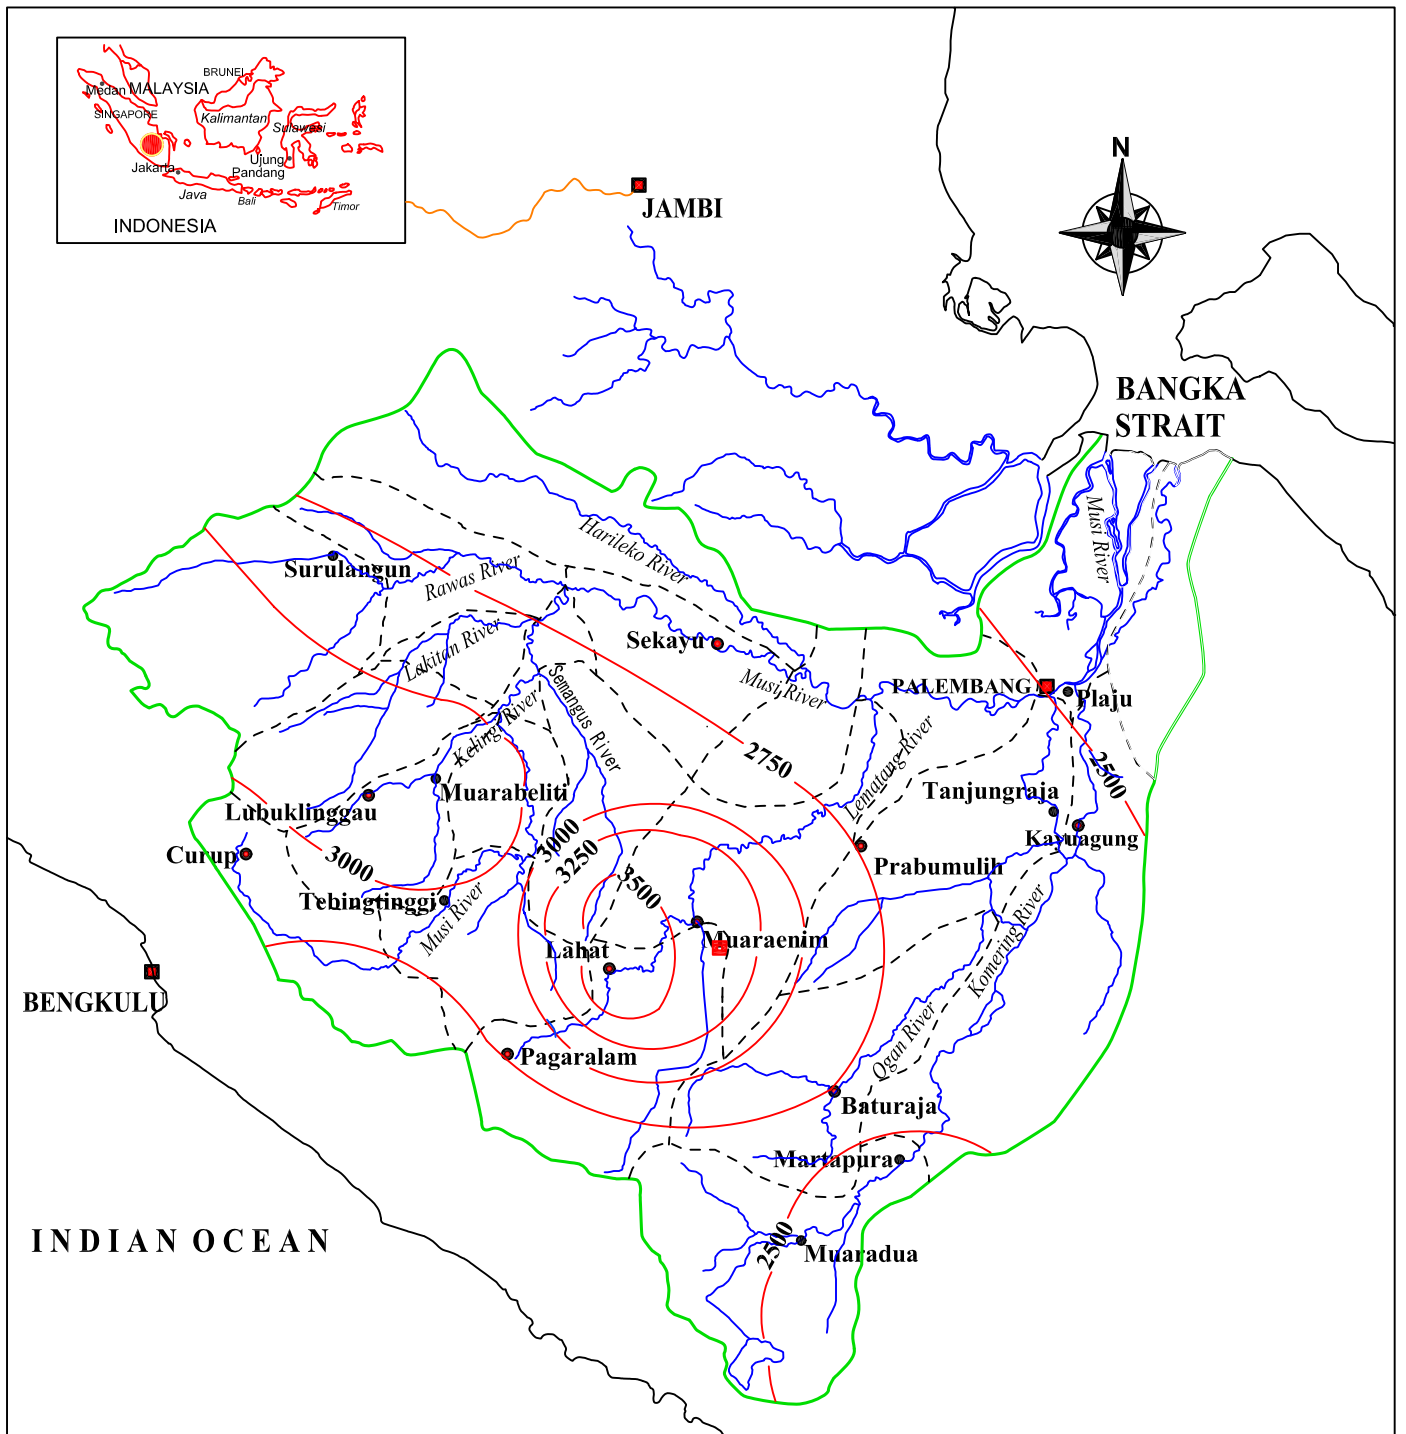 BRUNEI
Medan
MALAYSIA
SINGAPORE
Kalimantan
Sulawesi
Ujung
Pandang
Jakarta
Java
Bali
Timor
INDONESIA
N
JAMBI
BANGKA
STRAIT
Musi River
Harileko River
Surulangun
Rawas River
Sekayu
Lakitan River
Semangus River
Musi River
PALEMBANG
Plaju
Kelingi River
2750
2500
Lematang River
Muarabeliti
Tanjungraja
Lubuklinggau
Kayuagung
3000
3250
3500
Curup
3000
Prabumulih
Tebingtinggi
Musi River
Muaraenim
Komering River
Lahat
BENGKULU
Ogan River
Pagaralam
Baturaja
Martapura
INDIAN OCEAN
2500
Muaradua